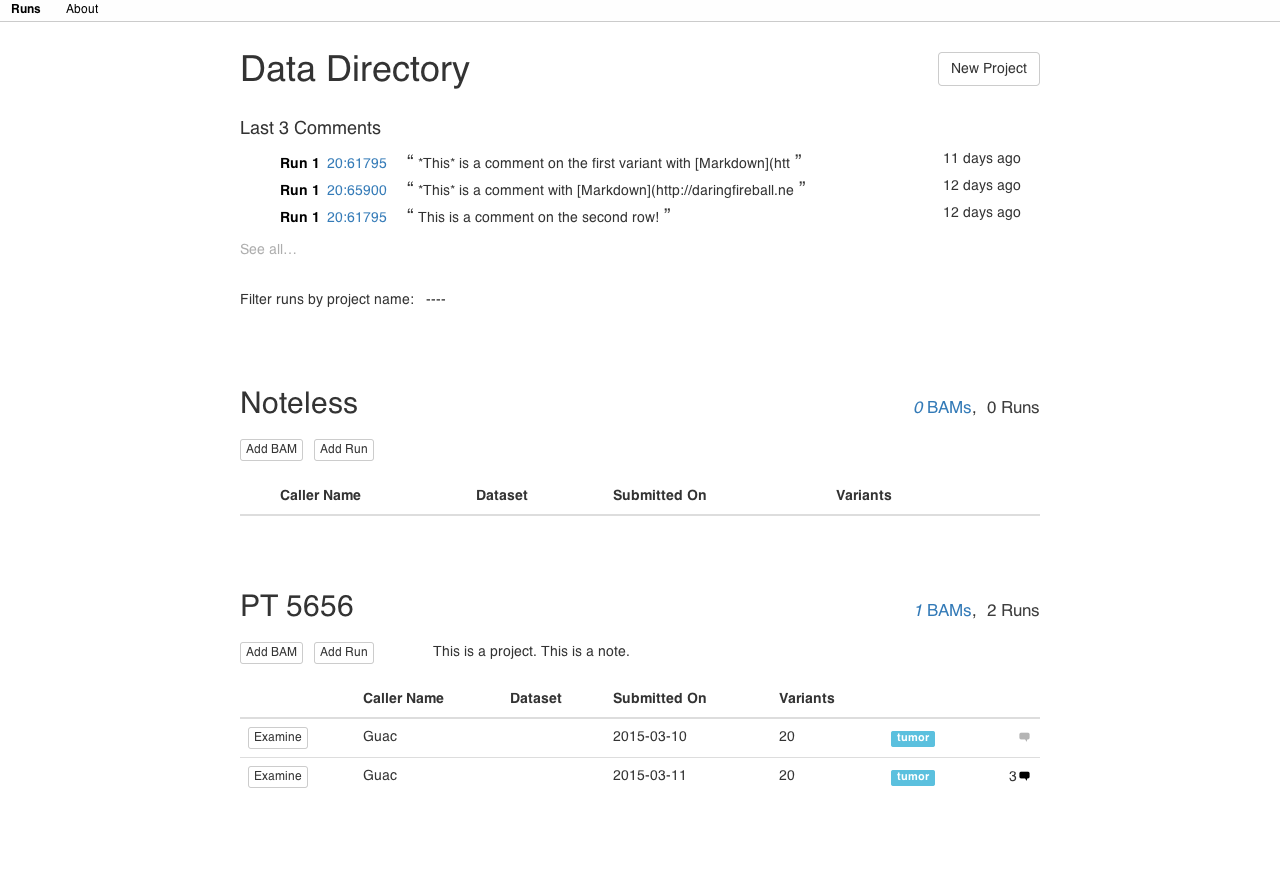 Runs About
Data Directory New Project
Last 3 Comments
Run 1 20:61795 “ *This* is a comment on the first variant with [Markdown](htt ” 11 days ago
Run 1 20:65900 “ *This* is a comment with [Markdown](http://daringfireball.ne ” 12 days ago
Run 1 20:61795 “ This is a comment on the second row! ” 12 days ago
See all…
Filter runs by project name: ----
Noteless 0 BAMs, 0 Runs
Add BAM Add Run
Caller Name Dataset Submitted On Variants
PT 5656 1 BAMs, 2 Runs
Add BAM Add Run This is a project. This is a note.
Caller Name Dataset Submitted On Variants
Examine Guac 2015-03-10 20 tumor
Examine Guac 2015-03-11 20 tumor 3